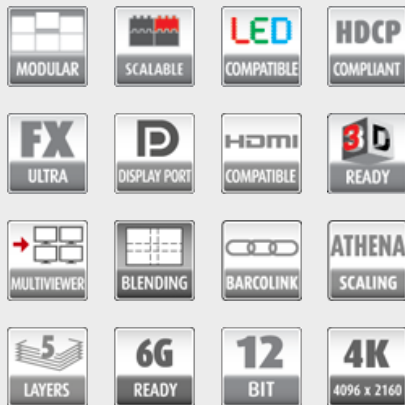 MODULAR
SCALABLE
LED
COMPATIBLE
HDCP
COMPLIANT
FX
ULTRA
DISPLAY PORT
HDMI
COMPATIBLE
3D
READY
MULTIVIEWER
BLENDING
BARCOLINK
ATHENA
SCALING
5
LAYERS
6G
READY
12
BIT
4K
4096 x 2160